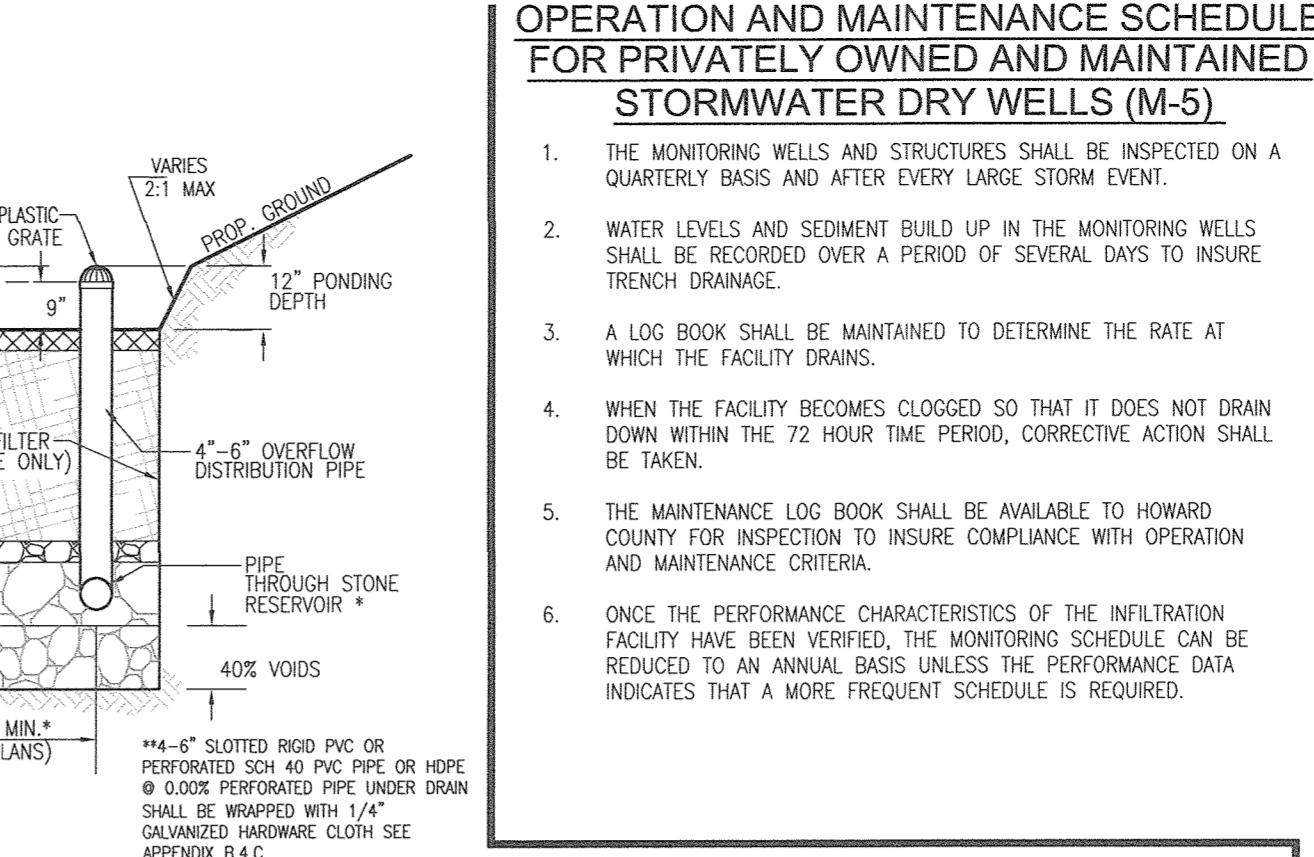 VARIES
2:1 MAX
PLASTIC
GRATE
PROP. GROUND
12" PONDING
DEPTH
9"
FILTER
ONLY)
4"-6" OVERFLOW
DISTRIBUTION PIPE
PIPE
THROUGH STONE
RESERVOIR *
40% VOIDS
MIN.*
**4-6" SLOTTED RIGID PVC OR
PERFORATED SCH 40 PVC PIPE OR HDPE
@ 0.00% PERFORATED PIPE UNDER DRAIN
SHALL BE WRAPPED WITH 1/4"
GALVANIZED HARDWARE CLOTH SEE
APPENDIX B.4.C
OPERATION AND MAINTENANCE SCHEDULE
FOR PRIVATELY OWNED AND MAINTAINED
STORMWATER DRY WELLS (M-5)
1. THE MONITORING WELLS AND STRUCTURES SHALL BE INSPECTED ON A
QUARTERLY BASIS AND AFTER EVERY LARGE STORM EVENT.
2. WATER LEVELS AND SEDIMENT BUILD UP IN THE MONITORING WELLS
SHALL BE RECORDED OVER A PERIOD OF SEVERAL DAYS TO INSURE
TRENCH DRAINAGE.
3. A LOG BOOK SHALL BE MAINTAINED TO DETERMINE THE RATE AT
WHICH THE FACILITY DRAINS.
4. WHEN THE FACILITY BECOMES CLOGGED SO THAT IT DOES NOT DRAIN
DOWN WITHIN THE 72 HOUR TIME PERIOD, CORRECTIVE ACTION SHALL
BE TAKEN.
5. THE MAINTENANCE LOG BOOK SHALL BE AVAILABLE TO HOWARD
COUNTY FOR INSPECTION TO INSURE COMPLIANCE WITH OPERATION
AND MAINTENANCE CRITERIA.
6. ONCE THE PERFORMANCE CHARACTERISTICS OF THE INFILTRATION
FACILITY HAVE BEEN VERIFIED, THE MONITORING SCHEDULE CAN BE
REDUCED TO AN ANNUAL BASIS UNLESS THE PERFORMANCE DATA
INDICATES THAT A MORE FREQUENT SCHEDULE IS REQUIRED.